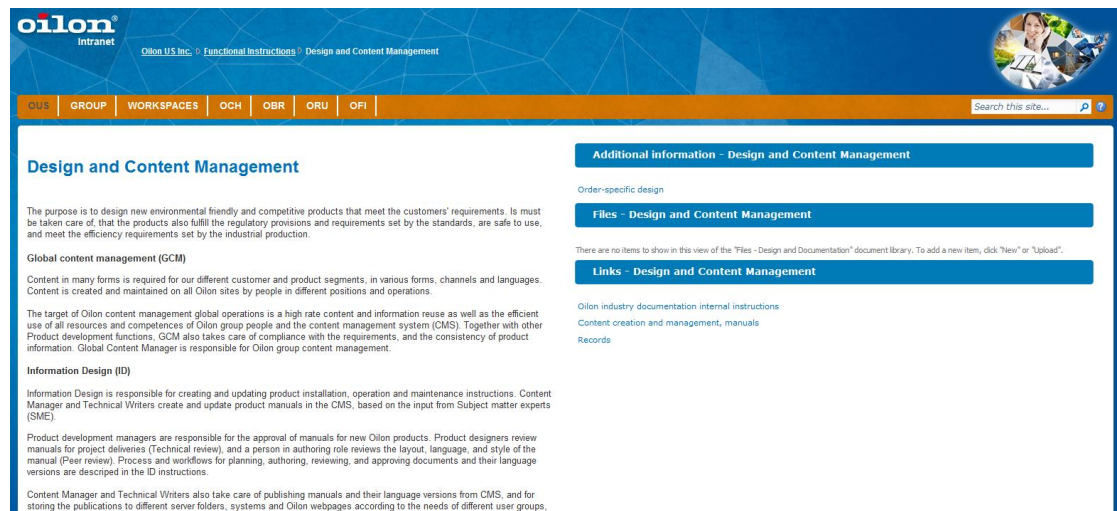 oilon®
Intranet
Oilon US Inc. Functional Instructions Design and Content Management
OUS GROUP WORKSPACES OCH OBR ORU OFI
Search this site...
Design and Content Management
The purpose is to design new environmental friendly and competitive products that meet the customers' requirements. Is must
be taken care of, that the products also fulfill the regulatory provisions and requirements set by the standards, are safe to use,
and meet the efficiency requirements set by the industrial production.
Global content management (GCM)
Content in many forms is required for our different customer and product segments, in various forms, channels and languages.
Content is created and maintained on all Oilon sites by people in different positions and operations.
The target of Oilon content management global operations is a high rate content and information reuse as well as the efficient
use of all resources and competences of Oilon group people and the content management system (CMS). Together with other
Product development functions, GCM also takes care of compliance with the requirements, and the consistency of product
information. Global Content Manager is responsible for Oilon group content management.
Information Design (ID)
Information Design is responsible for creating and updating product installation, operation and maintenance instructions. Content
Manager and Technical Writers create and update product manuals in the CMS, based on the input from Subject matter experts
(SME).
Product development managers are responsible for the approval of manuals for new Oilon products. Product designers review
manuals for project deliveries (Technical review), and a person in authoring role reviews the layout, language, and style of the
manual (Peer review). Process and workflows for planning, authoring, reviewing, and approving documents and their language
versions are descriped in the ID instructions.
Content Manager and Technical Writers also take care of publishing manuals and their language versions from CMS, and for
storing the publications to different server folders, systems and Oilon webpages according to the needs of different user groups,
Additional information - Design and Content Management
Order-specific design
Files - Design and Content Management
There are no items to show in this view of the "Files - Design and Documentation" document library. To add a new item, click "New" or "Upload".
Links - Design and Content Management
Oilon industry documentation internal instructions
Content creation and management, manuals
Records